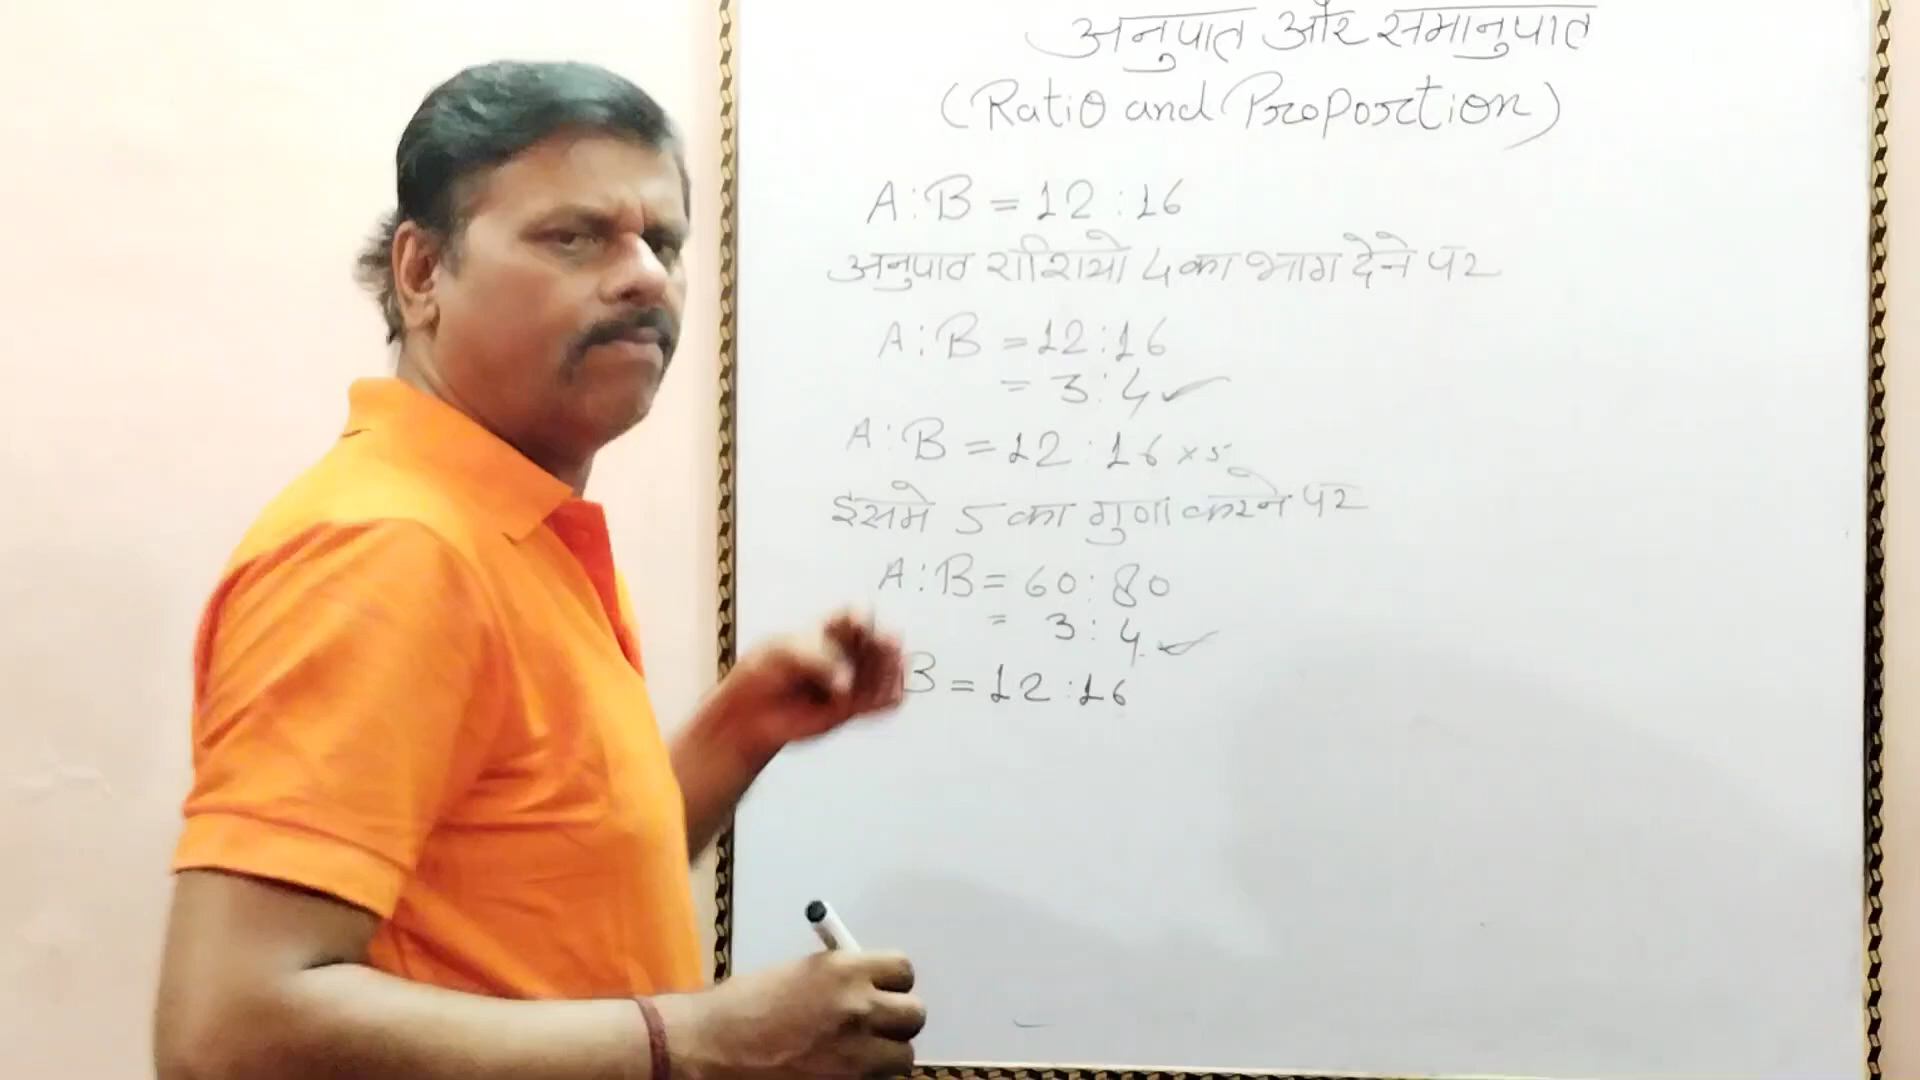 अनुपात और समानुपात
(Ratio and Proportion)
A:B = 12:16
अनुपात राशियो 4 का भाग देने पर
A:B = 12:16
= 3:4 ✓
A:B = 12:16 ×5
इसमे 5 का गुणा करने पर
A:B = 60:80
= 3:4 ✓
B = 12:16